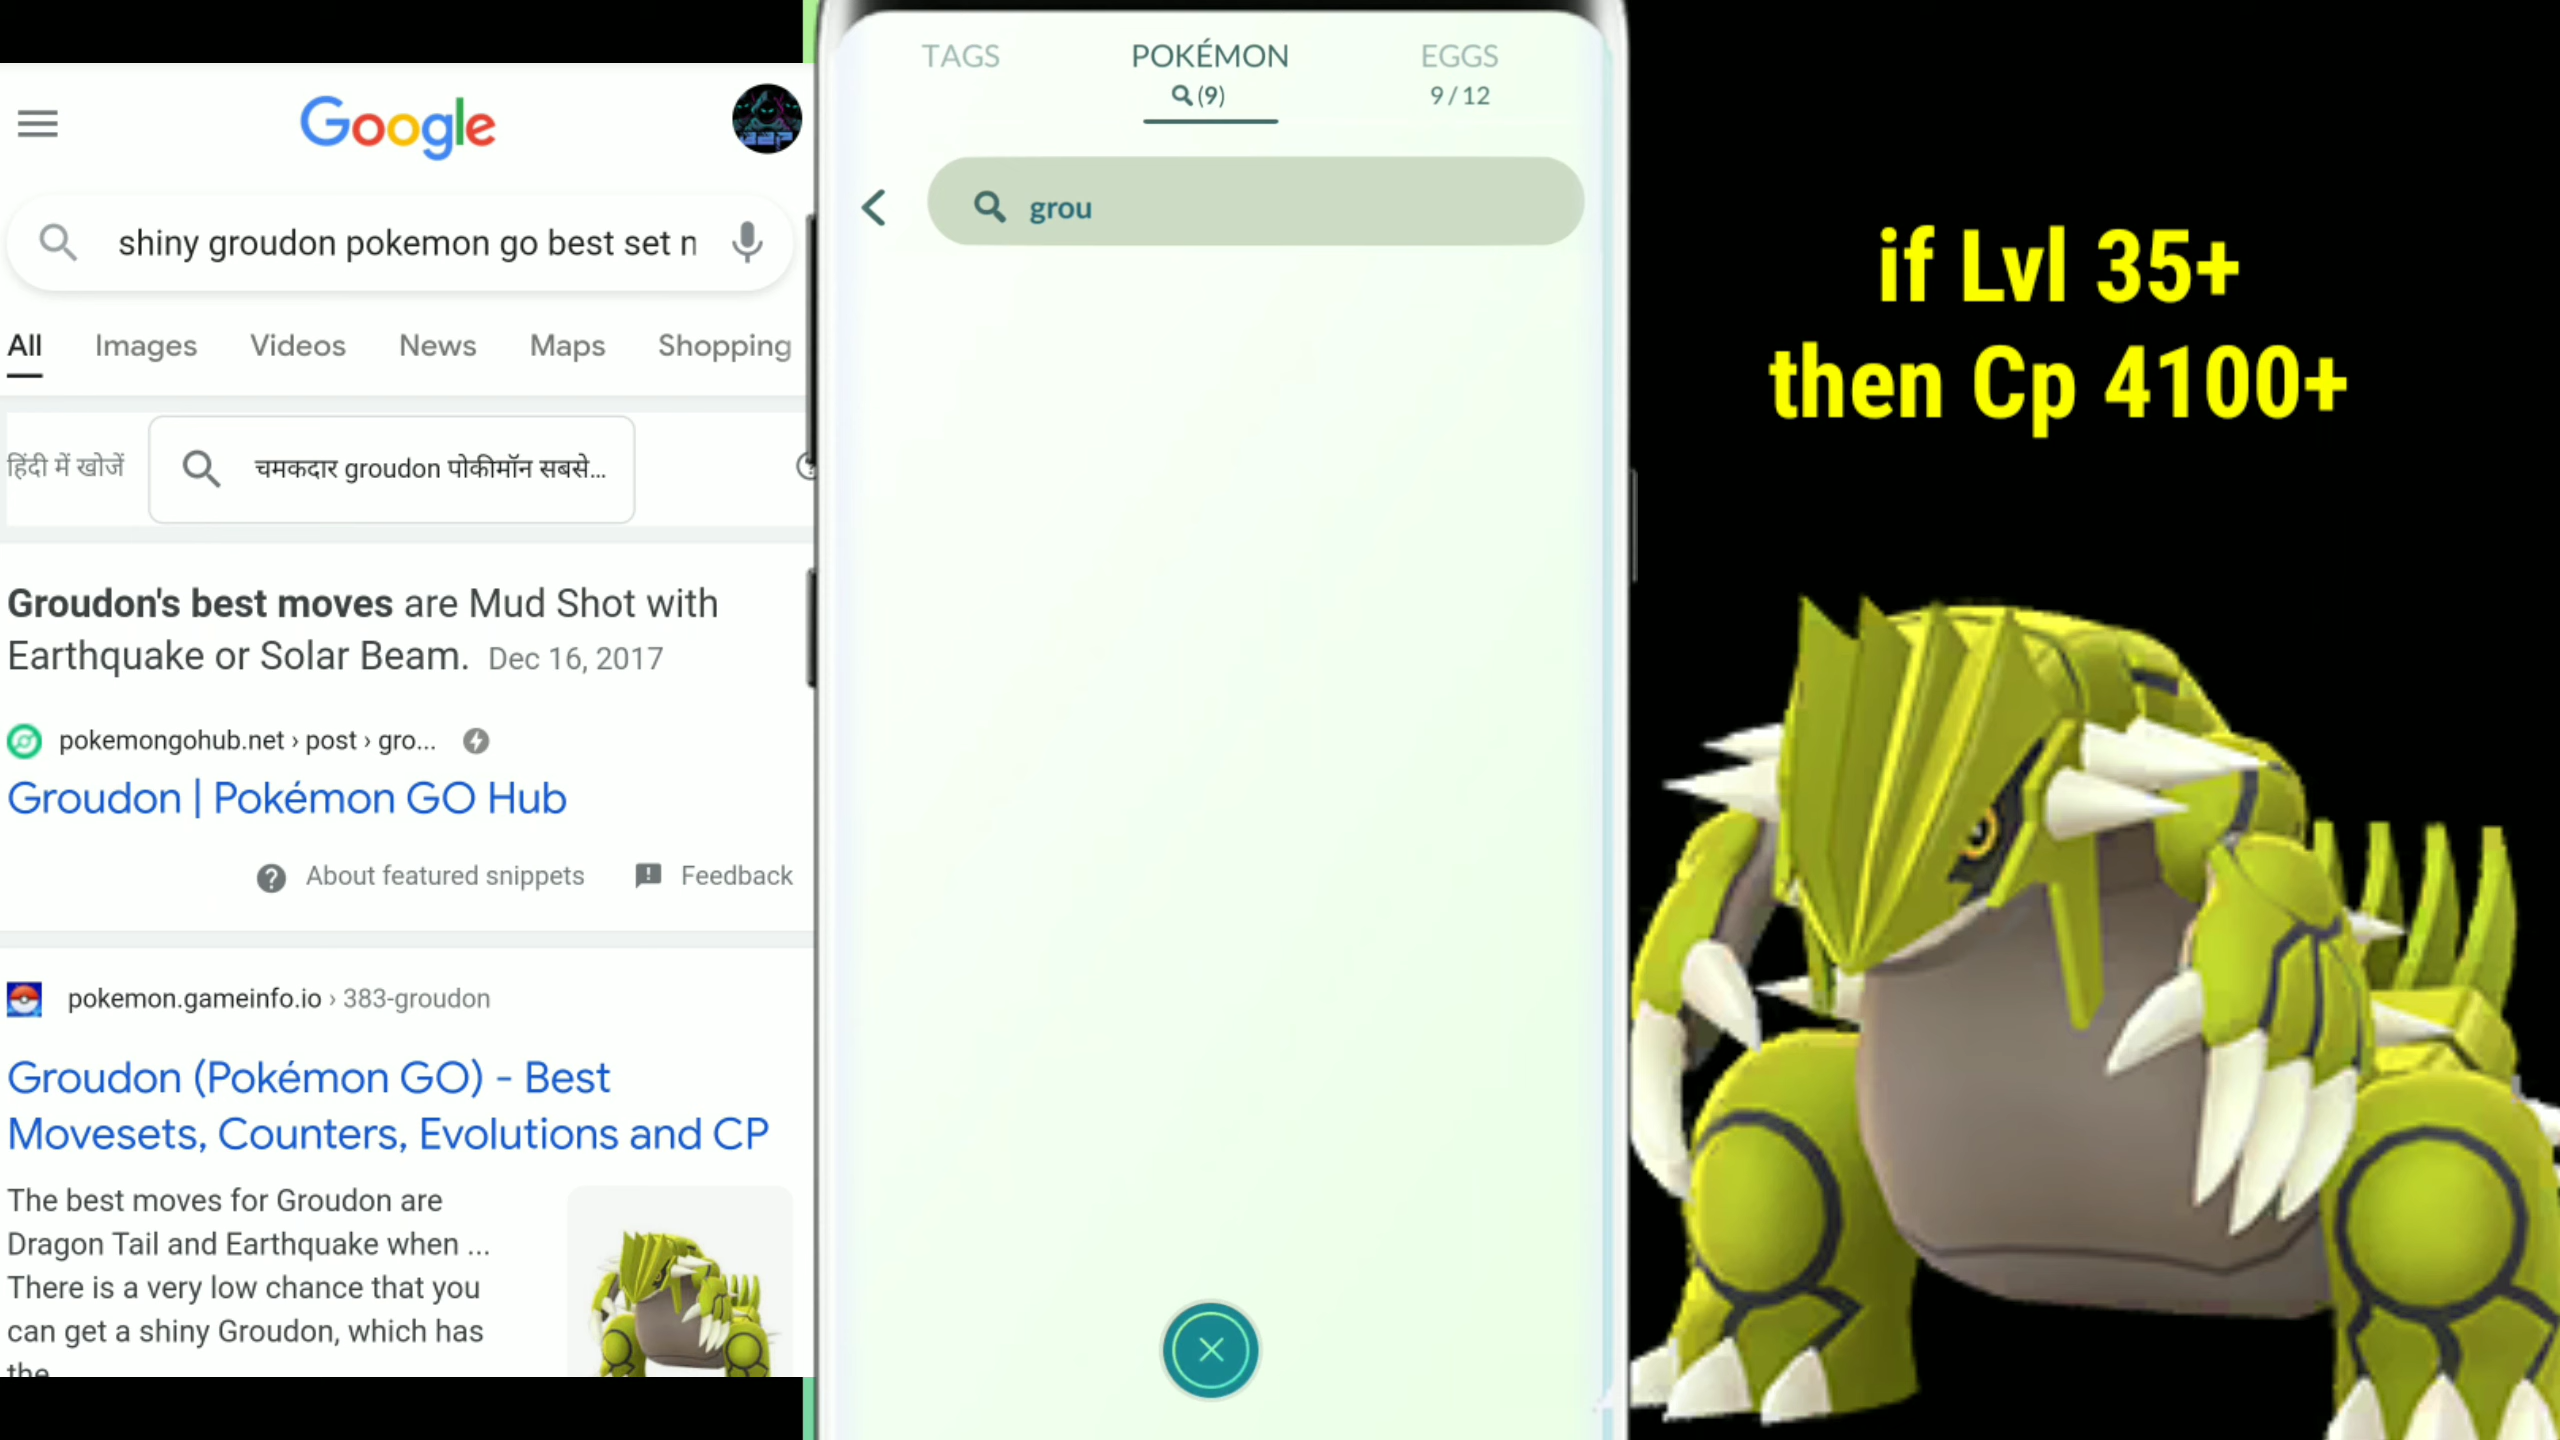 Google
shiny groudon pokemon go best set n
All Images Videos News Maps Shopping
हिंदी में खोजें
चमकदार groudon पोकीमॉन सबसे...
Groudon's best moves are Mud Shot with
Earthquake or Solar Beam. Dec 16, 2017
pokemongohub.net › post › gro...
Groudon | Pokémon GO Hub
About featured snippets Feedback
pokemon.gameinfo.io › 383-groudon
Groudon (Pokémon GO) - Best
Movesets, Counters, Evolutions and CP
The best moves for Groudon are
Dragon Tail and Earthquake when ...
There is a very low chance that you
can get a shiny Groudon, which has
the
TAGS POKÉMON EGGS
(9) 9/12
grou
if Lvl 35+
then Cp 4100+